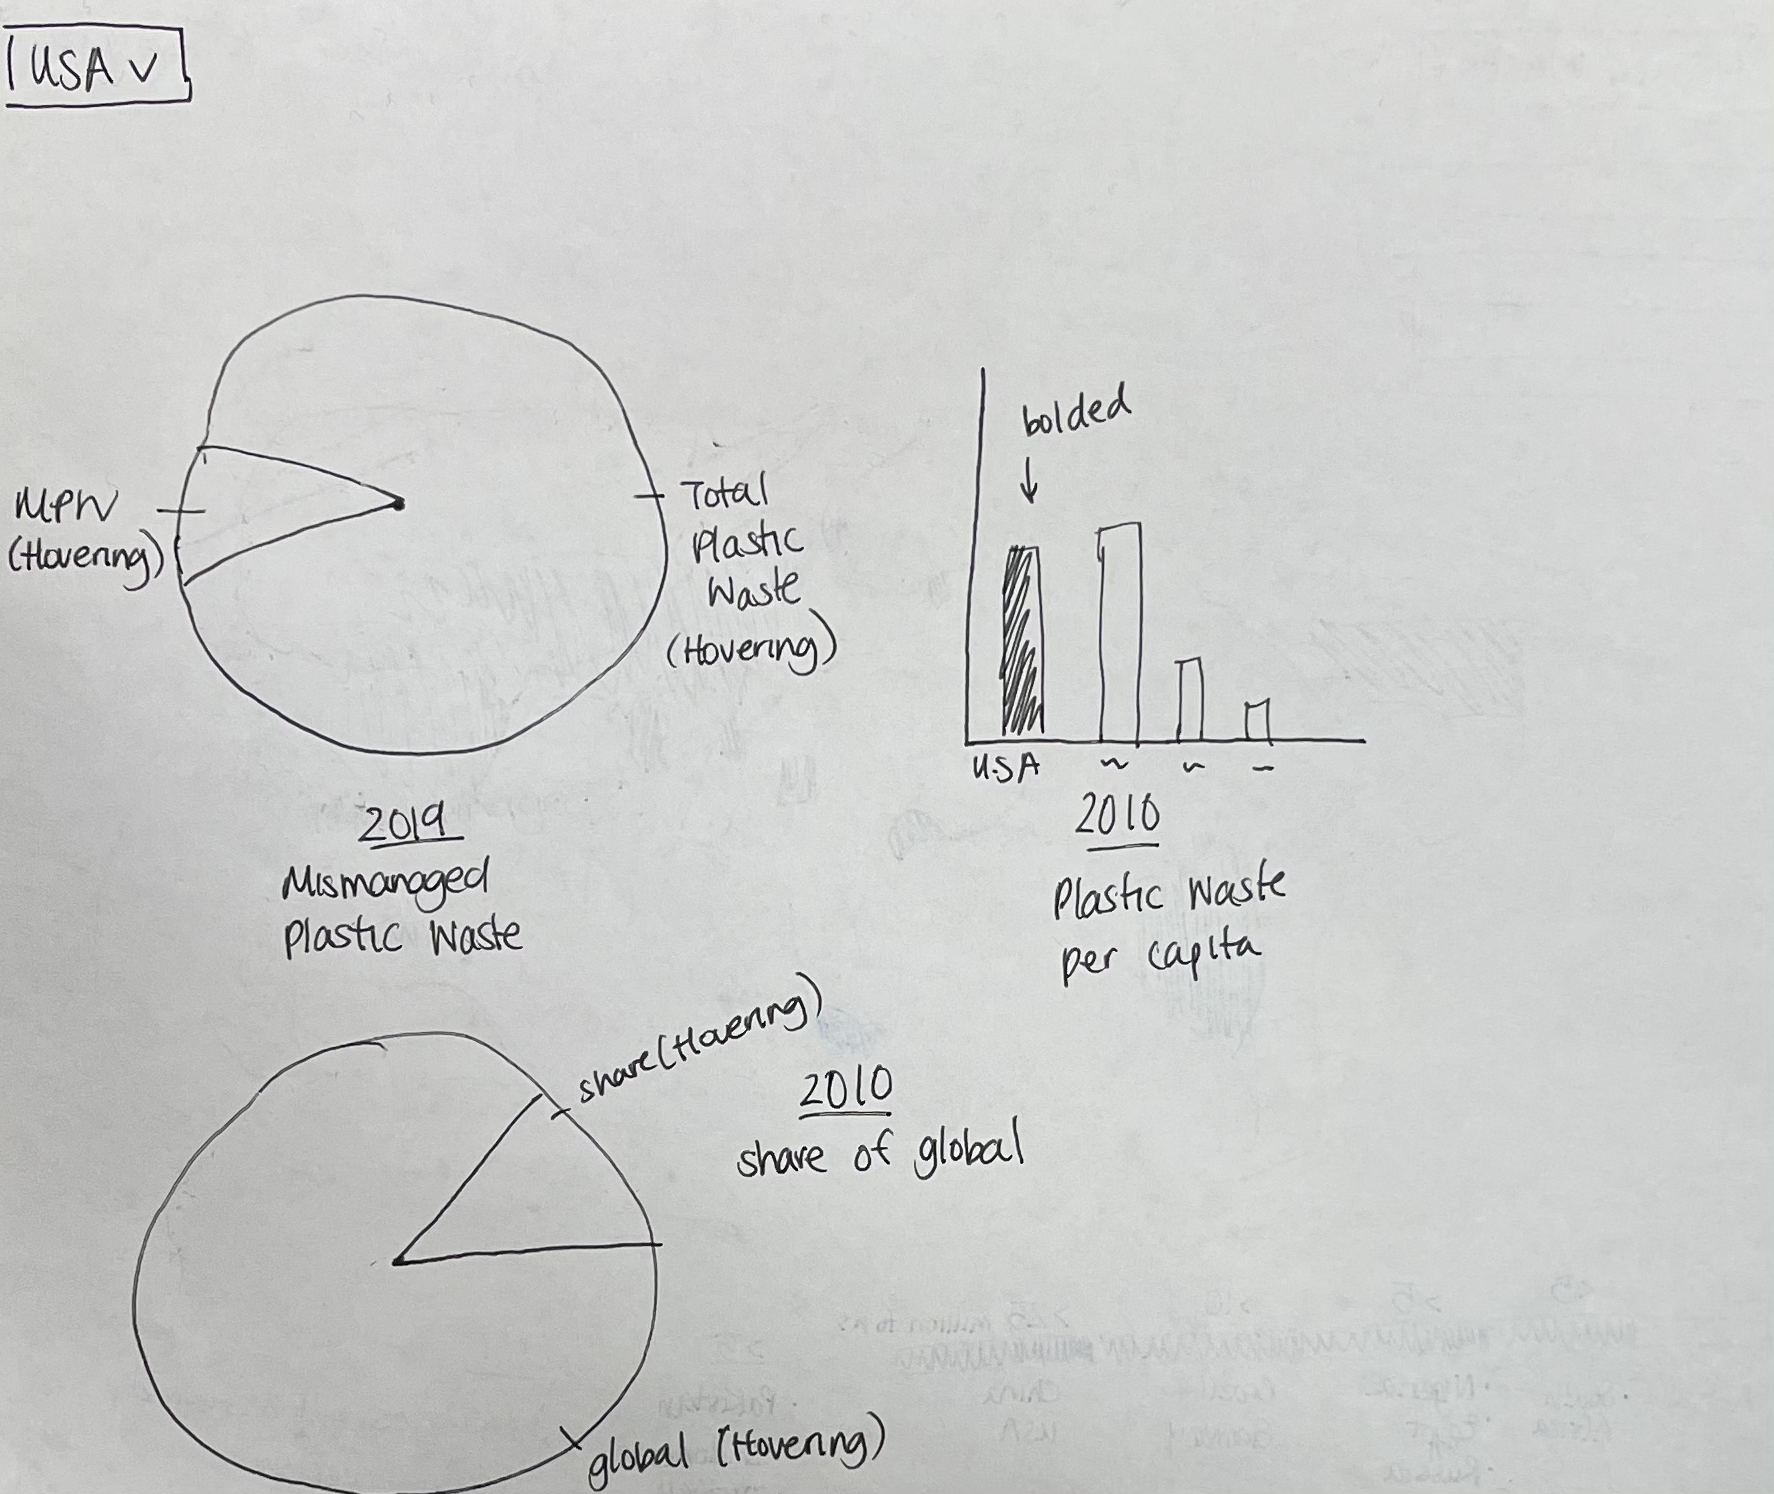 USA
MPW
(Hovering)
Total
Plastic
Waste
(Hovering)
2019
Mismanaged
Plastic Waste
bolded
USA
2010
Plastic Waste
per capita
share (Hovering)
2010
share of global
global (Hovering)